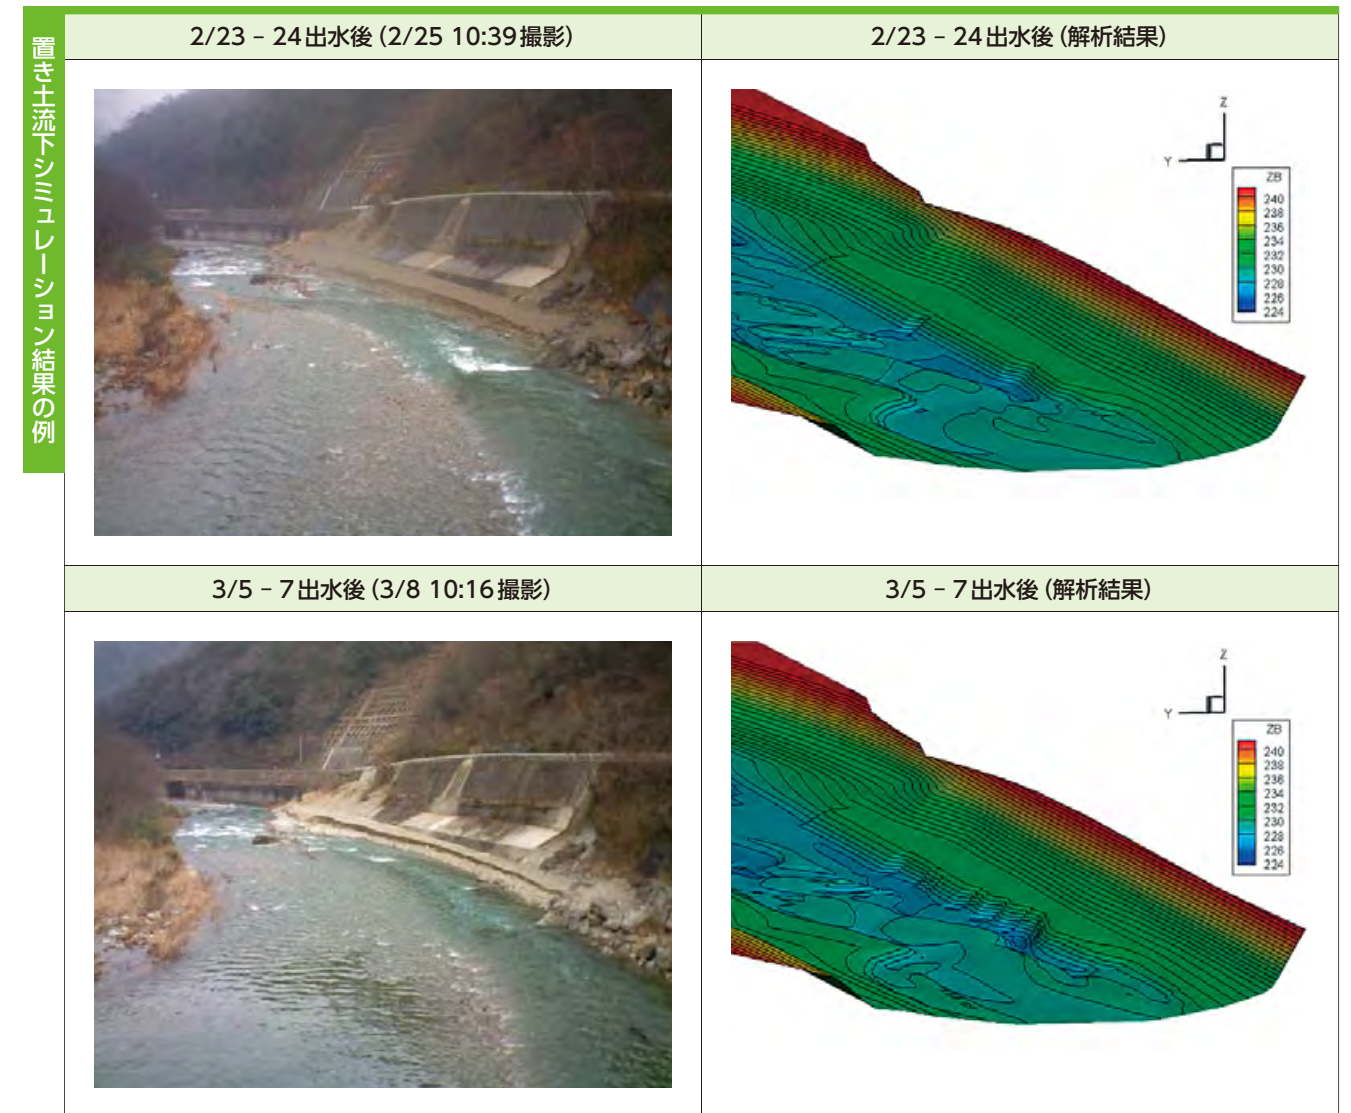 置き土流下シミュレーション結果の例
2/23 – 24出水後（2/25 10:39撮影）
2/23 – 24出水後（解析結果）
Z
Y
ZB
240
238
236
234
232
230
228
226
224
3/5 – 7出水後（3/8 10:16撮影）
3/5 – 7出水後（解析結果）
Z
Y
ZB
240
238
236
234
232
230
228
226
224